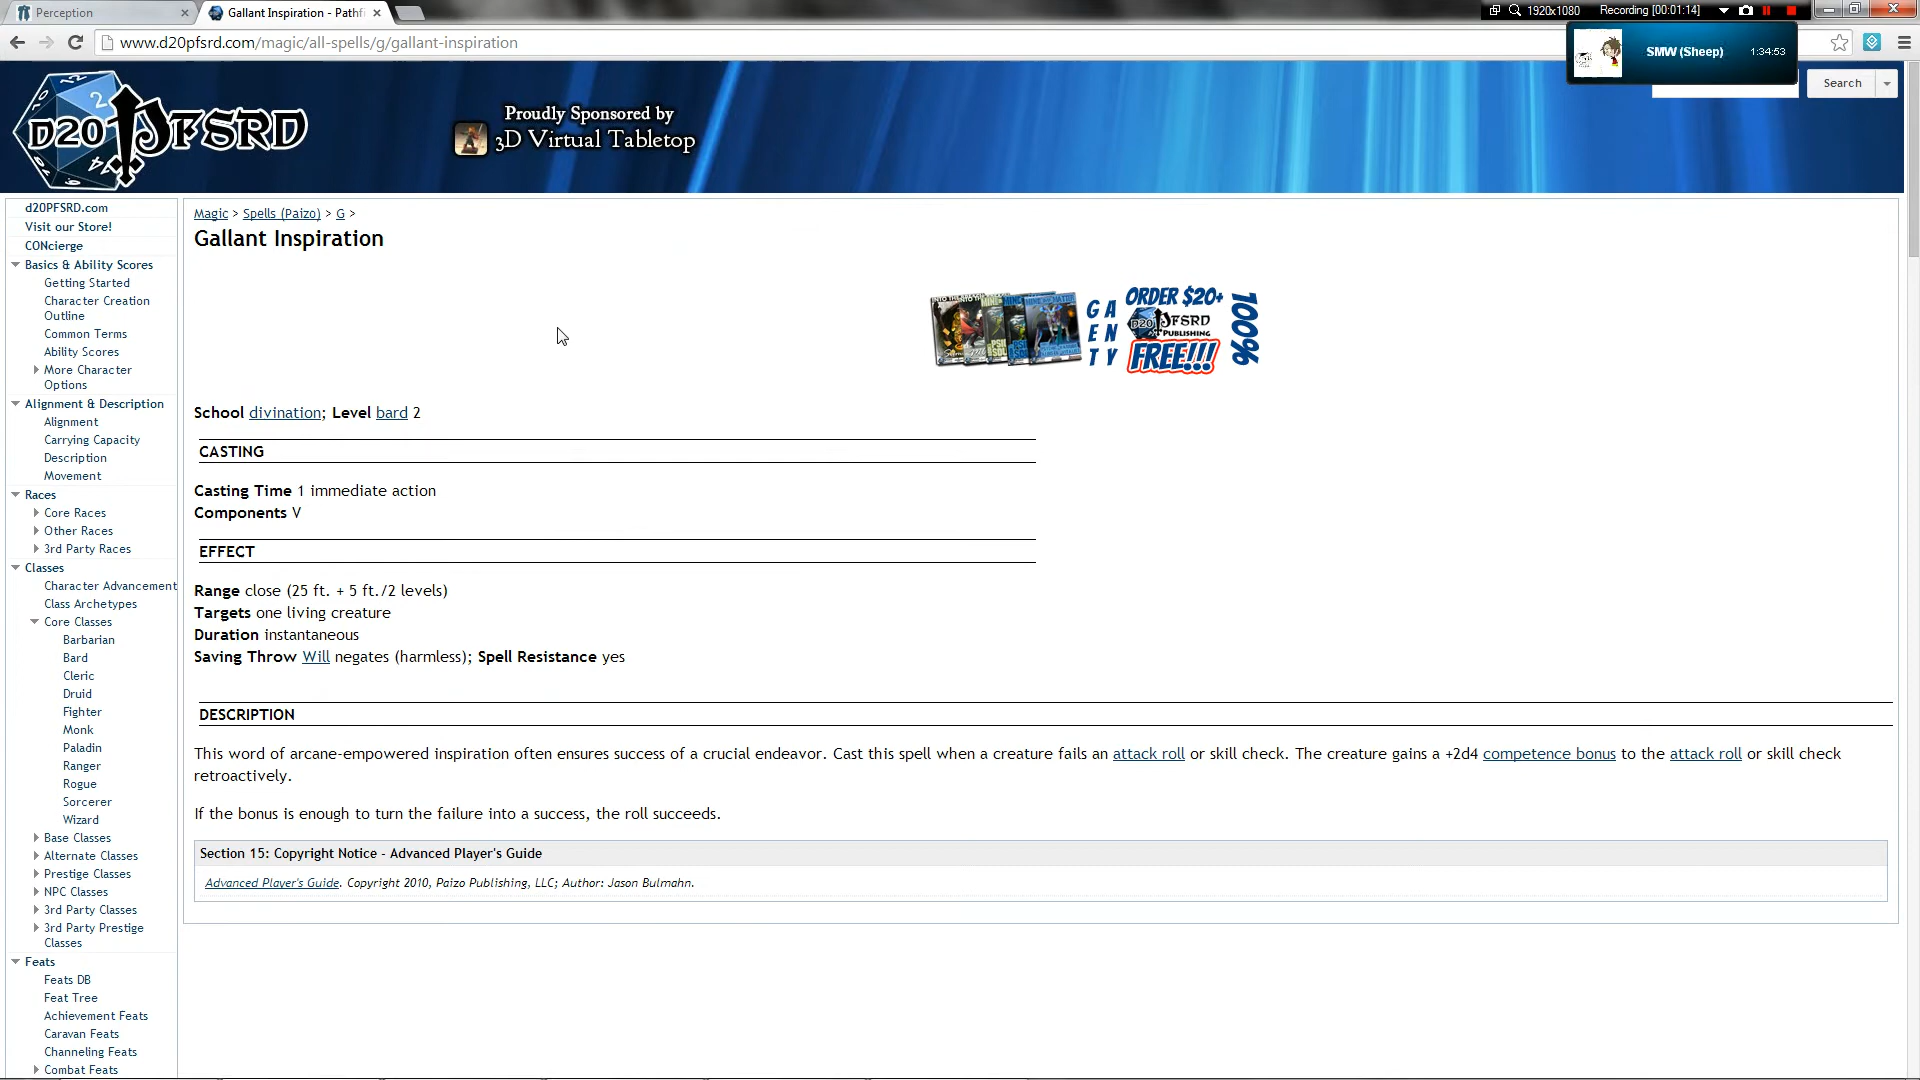 Perception
Gallant Inspiration - Pathfi
1920x1080 Recording [00:01:14]
www.d20pfsrd.com/magic/all-spells/g/gallant-inspiration
SMW (Sheep) 1:34:53
Search
D20PFSRD
Proudly Sponsored by
3D Virtual Tabletop
d20PFSRD.com
Visit our Store!
CONcierge
Basics & Ability Scores
Getting Started
Character Creation
Outline
Common Terms
Ability Scores
More Character
Options
Alignment & Description
Alignment
Carrying Capacity
Description
Movement
Races
Core Races
Other Races
3rd Party Races
Classes
Character Advancement
Class Archetypes
Core Classes
Barbarian
Bard
Cleric
Druid
Fighter
Monk
Paladin
Ranger
Rogue
Sorcerer
Wizard
Base Classes
Alternate Classes
Prestige Classes
NPC Classes
3rd Party Classes
3rd Party Prestige
Classes
Feats
Feats DB
Feat Tree
Achievement Feats
Caravan Feats
Channeling Feats
Combat Feats
Magic > Spells (Paizo) > G >
Gallant Inspiration
GET ANY
ORDER $20+
D20PFSRD
PUBLISHING
FREE!!!
100%
School divination; Level bard 2
CASTING
Casting Time 1 immediate action
Components V
EFFECT
Range close (25 ft. + 5 ft./2 levels)
Targets one living creature
Duration instantaneous
Saving Throw Will negates (harmless); Spell Resistance yes
DESCRIPTION
This word of arcane-empowered inspiration often ensures success of a crucial endeavor. Cast this spell when a creature fails an attack roll or skill check. The creature gains a +2d4 competence bonus to the attack roll or skill check
retroactively.
If the bonus is enough to turn the failure into a success, the roll succeeds.
Section 15: Copyright Notice - Advanced Player's Guide
Advanced Player's Guide. Copyright 2010, Paizo Publishing, LLC; Author: Jason Bulmahn.